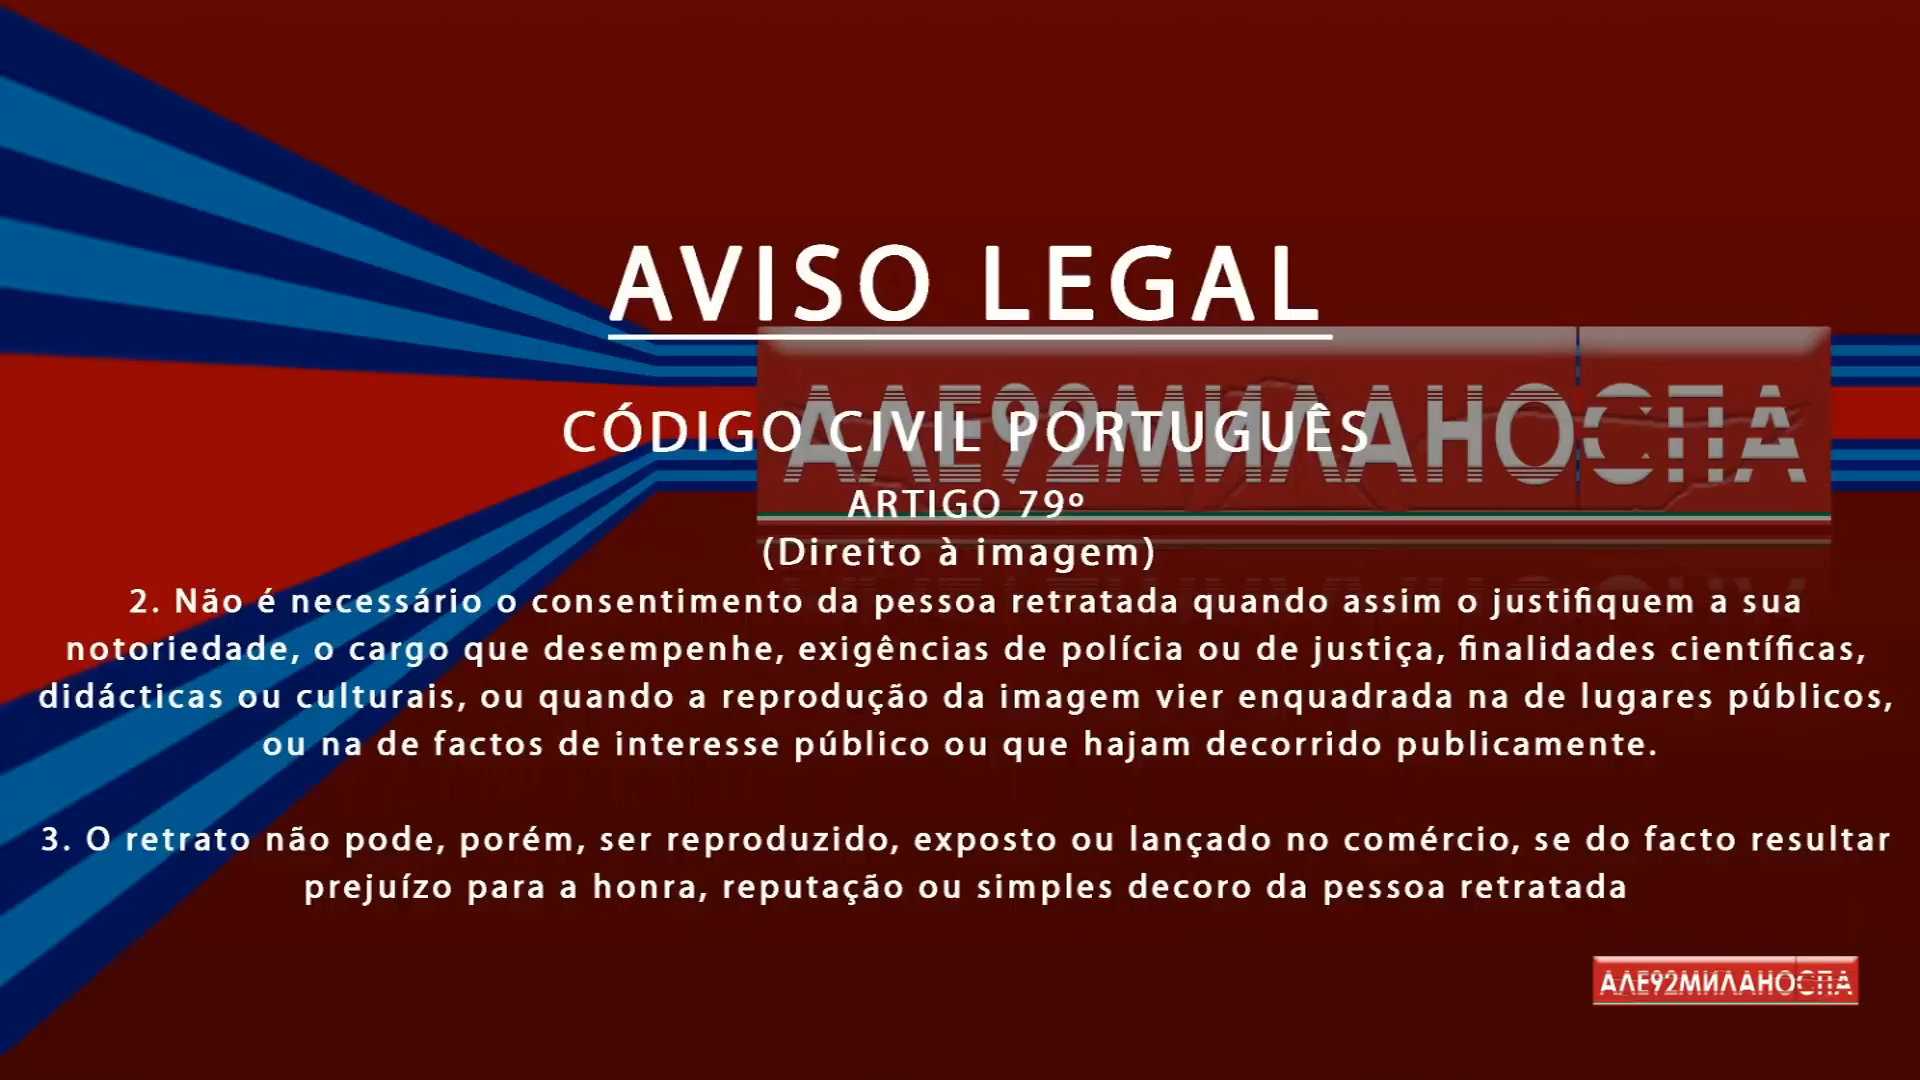 AVISO LEGAL
АЛЕ92МИЛАНОСПА
CÓDIGO CIVIL PORTUGUÊS
ARTIGO 79º
(Direito à imagem)
2. Não é necessário o consentimento da pessoa retratada quando assim o justifiquem a sua
notoriedade, o cargo que desempenhe, exigências de polícia ou de justiça, finalidades científicas,
didácticas ou culturais, ou quando a reprodução da imagem vier enquadrada na de lugares públicos,
ou na de factos de interesse público ou que hajam decorrido publicamente.
3. O retrato não pode, porém, ser reproduzido, exposto ou lançado no comércio, se do facto resultar
prejuízo para a honra, reputação ou simples decoro da pessoa retratada
АЛЕ92МИЛАНОСПА